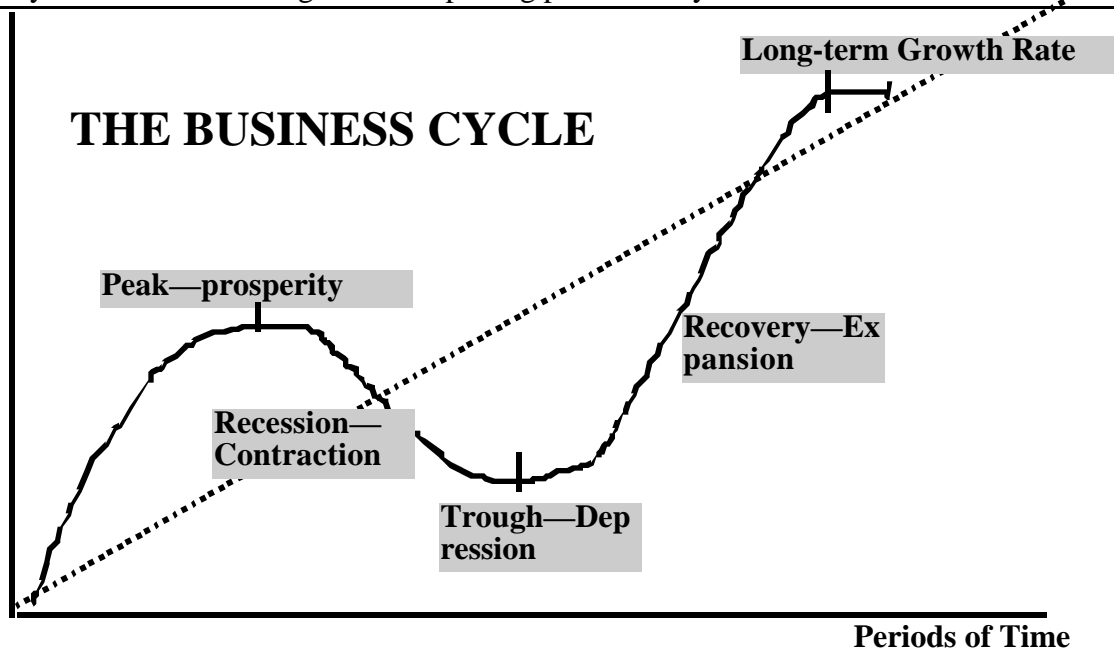 Long-term Growth Rate
THE BUSINESS CYCLE
Peak—prosperity
Recovery—Ex
pansion
Recession—
Contraction
Trough—Dep
ression
Periods of Time